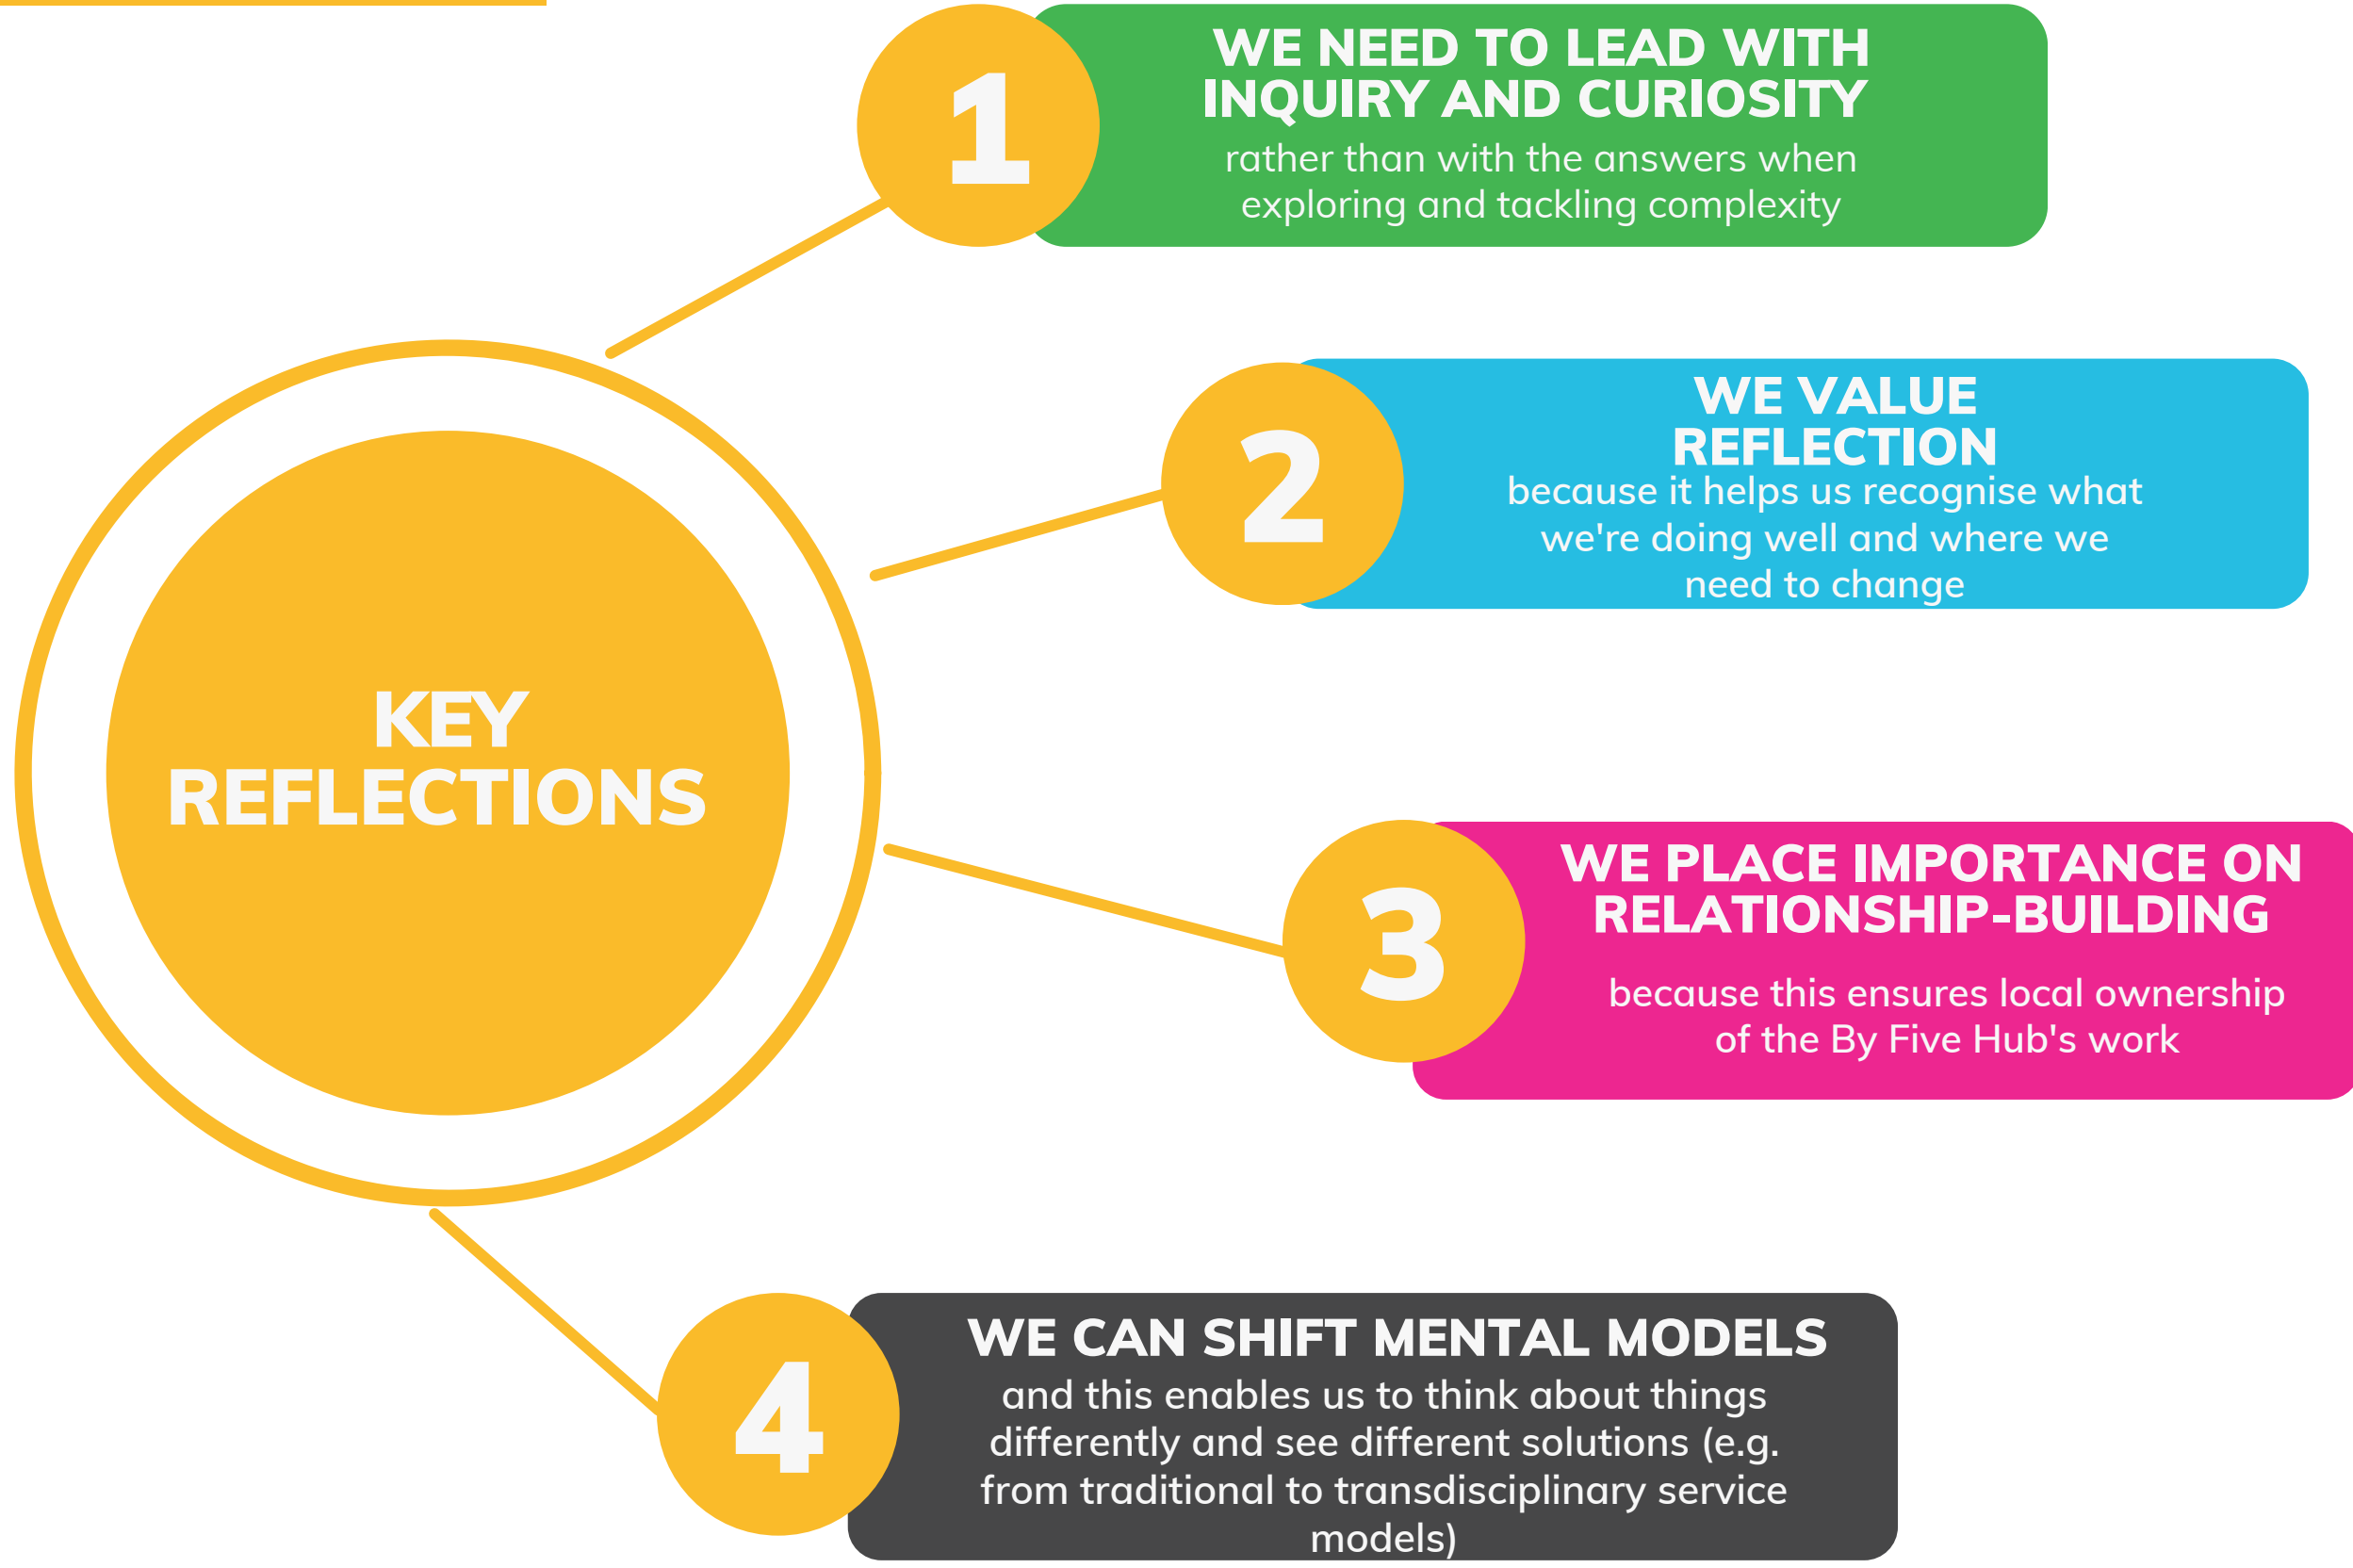 1
WE NEED TO LEAD WITH
INQUIRY AND CURIOSITY
rather than with the answers when
exploring and tackling complexity
2
WE VALUE
REFLECTION
because it helps us recognise what
we're doing well and where we
need to change
KEY
REFLECTIONS
3
WE PLACE IMPORTANCE ON
RELATIONSHIP-BUILDING
because this ensures local ownership
of the By Five Hub's work
4
WE CAN SHIFT MENTAL MODELS
and this enables us to think about things
differently and see different solutions (e.g.
from traditional to transdisciplinary service
models)